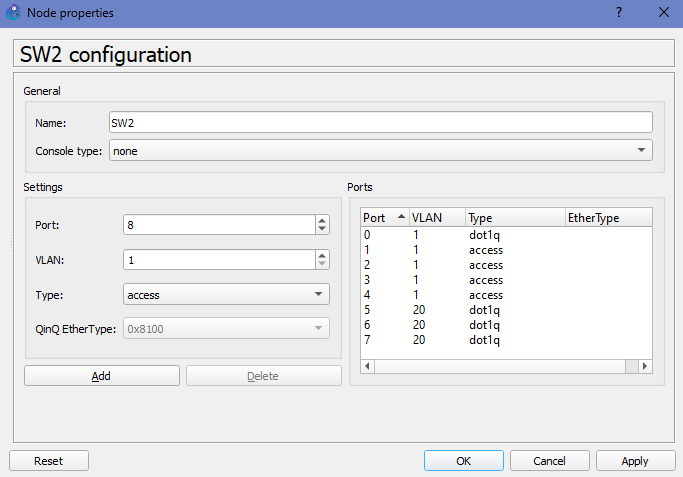 Node properties
?
SW2 configuration
General
Name: SW2
Console type: none
Settings
Port: 8
VLAN: 1
Type: access
QinQ EtherType: 0x8100
Add Delete
Ports
Port VLAN Type EtherType
0 1 dot1q
1 1 access
2 1 access
3 1 access
4 1 access
5 20 dot1q
6 20 dot1q
7 20 dot1q
Reset OK Cancel Apply